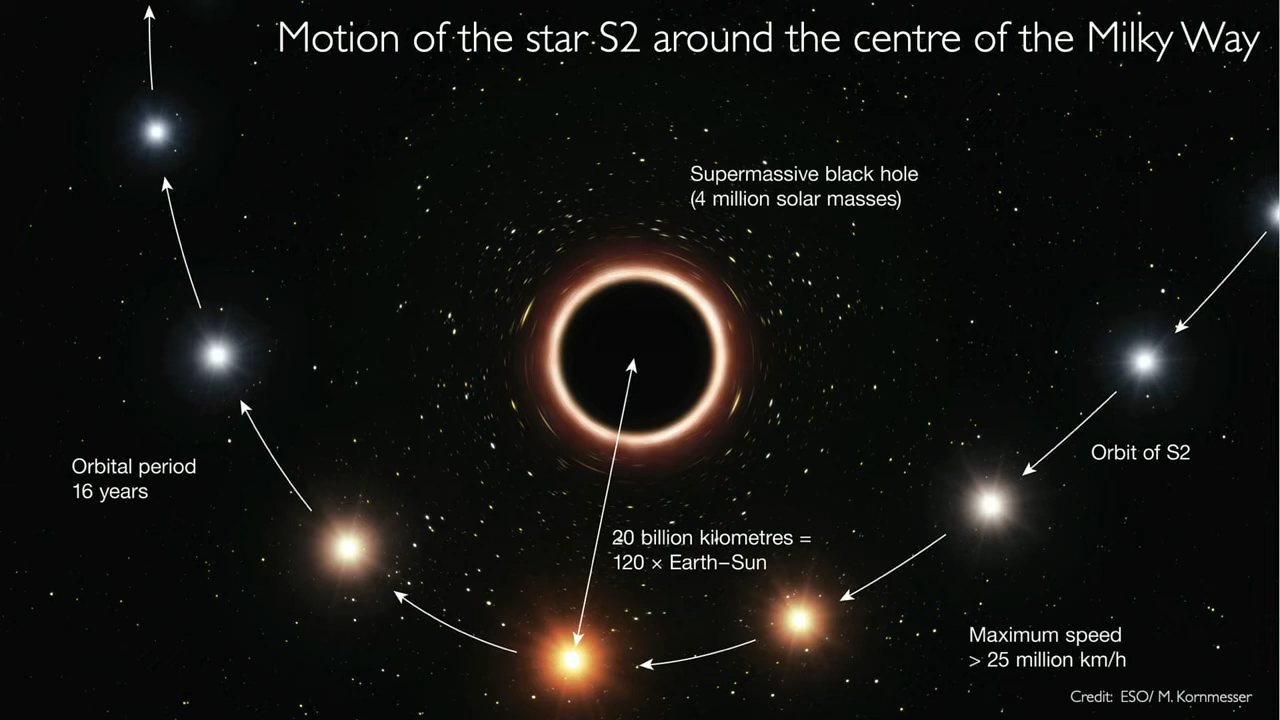 Motion of the star S2 around the centre of the Milky Way
Supermassive black hole
(4 million solar masses)
Orbit of S2
Orbital period
16 years
20 billion kilometres =
120 × Earth–Sun
Maximum speed
> 25 million km/h
Credit: ESO/ M. Kornmesser